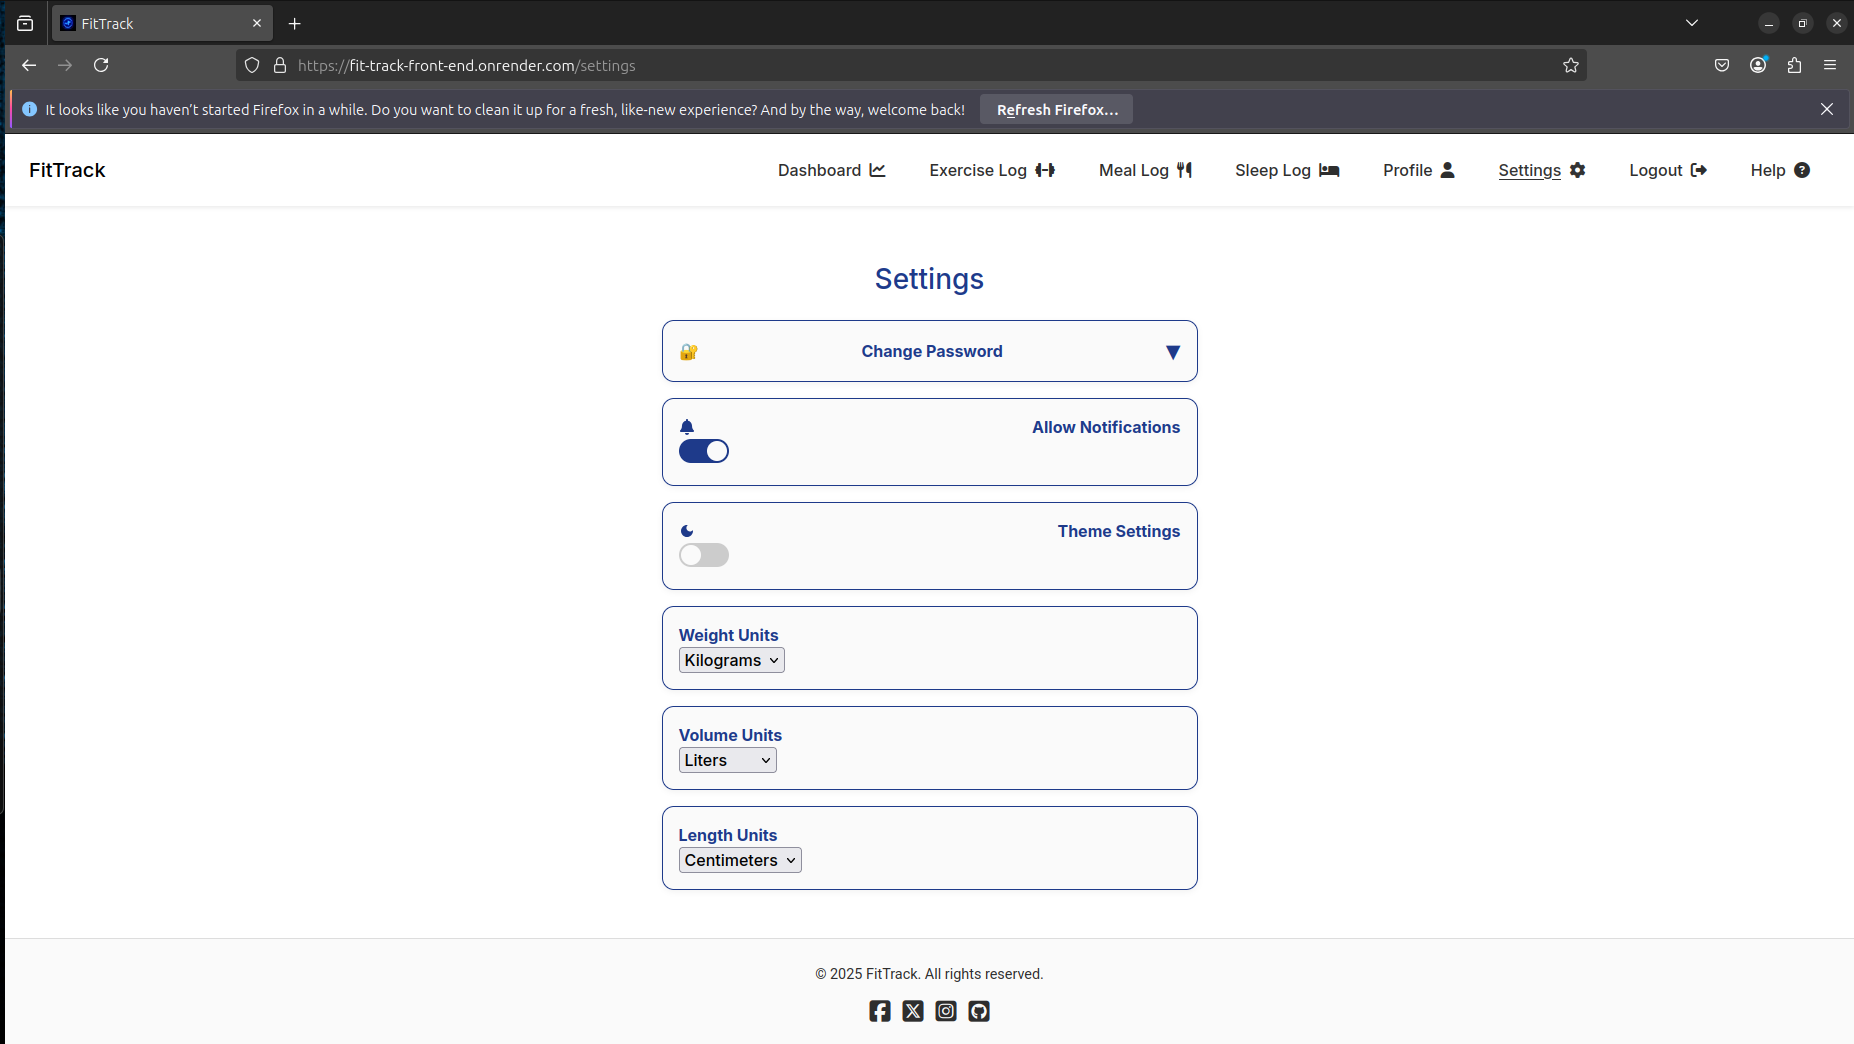 FitTrack
https://fit-track-front-end.onrender.com/settings
It looks like you haven’t started Firefox in a while. Do you want to clean it up for a fresh, like-new experience? And by the way, welcome back! Refresh Firefox…
FitTrack Dashboard Exercise Log Meal Log Sleep Log Profile Settings Logout Help
Settings
Change Password
Allow Notifications
Theme Settings
Weight Units
Kilograms
Volume Units
Liters
Length Units
Centimeters
© 2025 FitTrack. All rights reserved.